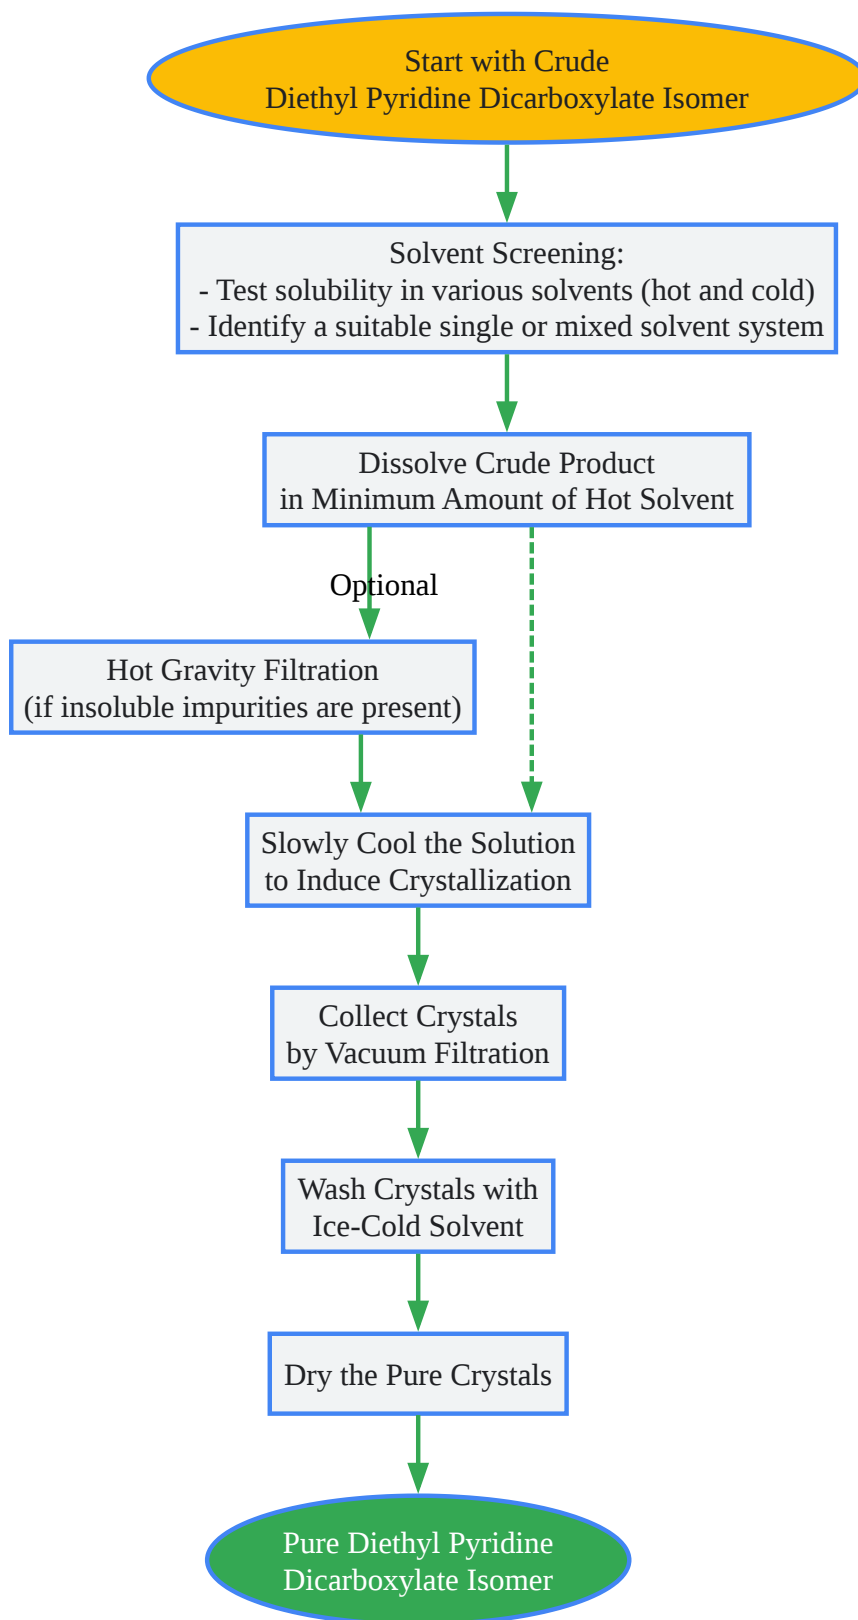 Start with Crude
Diethyl Pyridine Dicarboxylate Isomer
Solvent Screening:
- Test solubility in various solvents (hot and cold)
- Identify a suitable single or mixed solvent system
Dissolve Crude Product
in Minimum Amount of Hot Solvent
Optional
Hot Gravity Filtration
(if insoluble impurities are present)
Slowly Cool the Solution
to Induce Crystallization
Collect Crystals
by Vacuum Filtration
Wash Crystals with
Ice-Cold Solvent
Dry the Pure Crystals
Pure Diethyl Pyridine
Dicarboxylate Isomer